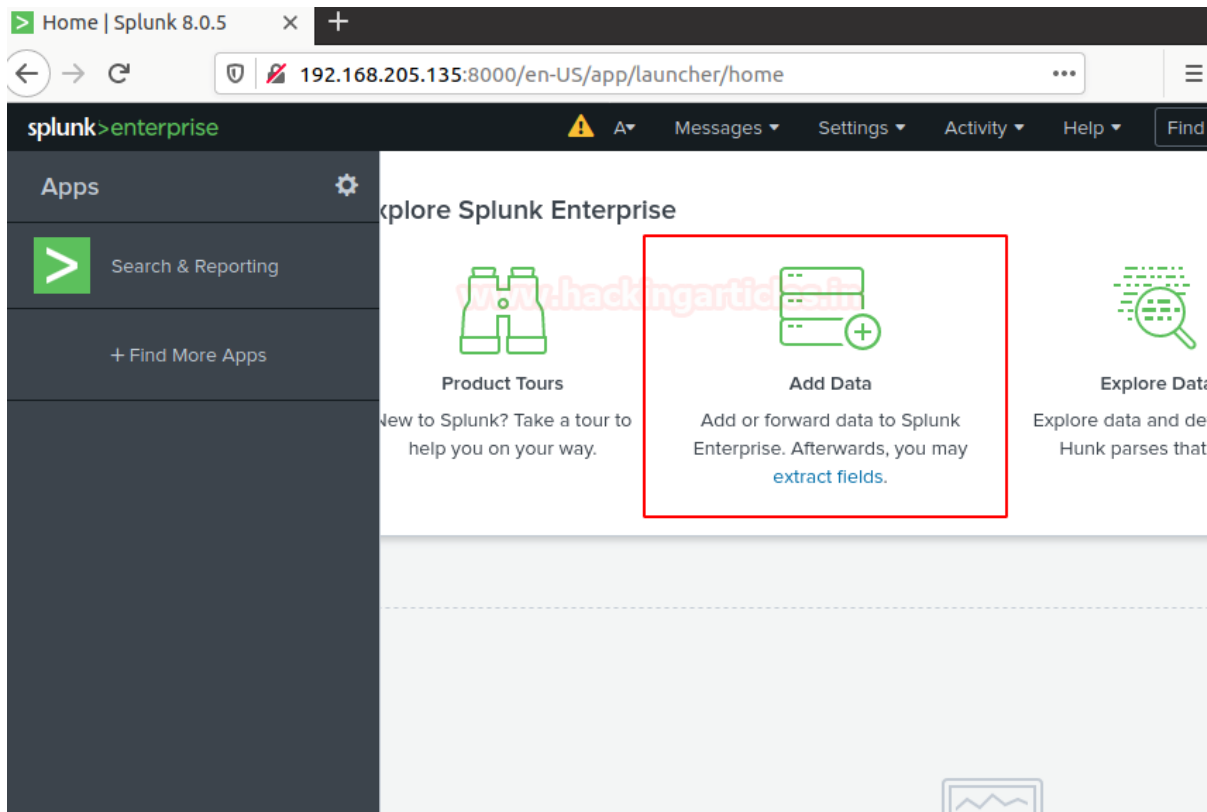 Home | Splunk 8.0.5
192.168.205.135:8000/en-US/app/launcher/home
splunk>enterprise
A
Messages
Settings
Activity
Help
Find
Apps
Search & Reporting
+ Find More Apps
xplore Splunk Enterprise
www.hackingarticles.in
Product Tours
New to Splunk? Take a tour to
help you on your way.
Add Data
Add or forward data to Splunk
Enterprise. Afterwards, you may
extract fields.
Explore Data
Explore data and de
Hunk parses that